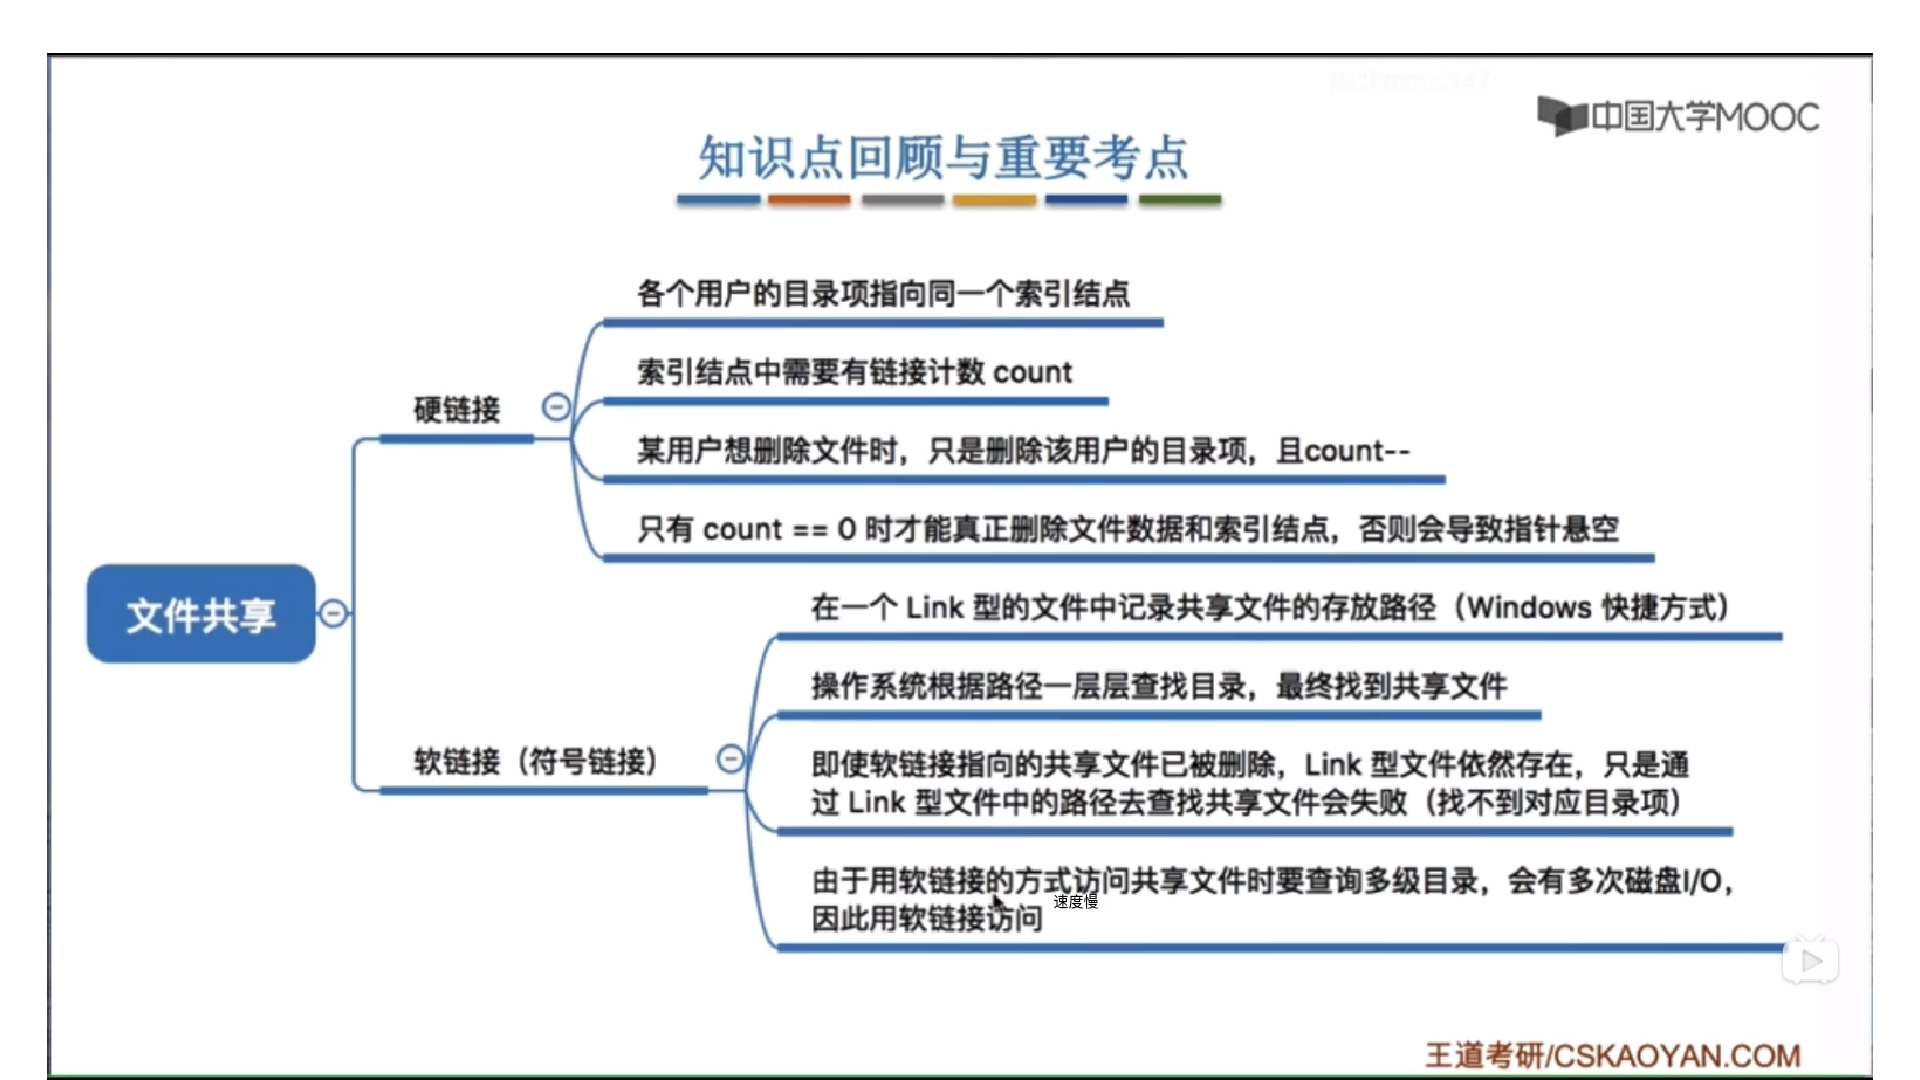 中国大学MOOC
知识点回顾与重要考点
各个用户的目录项指向同一个索引结点
索引结点中需要有链接计数 count
硬链接
某用户想删除文件时，只是删除该用户的目录项，且count--
只有 count == 0 时才能真正删除文件数据和索引结点，否则会导致指针悬空
文件共享
在一个 Link 型的文件中记录共享文件的存放路径（Windows 快捷方式）
操作系统根据路径一层层查找目录，最终找到共享文件
软链接（符号链接）
即使软链接指向的共享文件已被删除，Link 型文件依然存在，只是通
过 Link 型文件中的路径去查找共享文件会失败（找不到对应目录项）
由于用软链接的方式访问共享文件时要查询多级目录，会有多次磁盘I/O，
因此用软链接访问
速度慢
王道考研/CSKAOYAN.COM